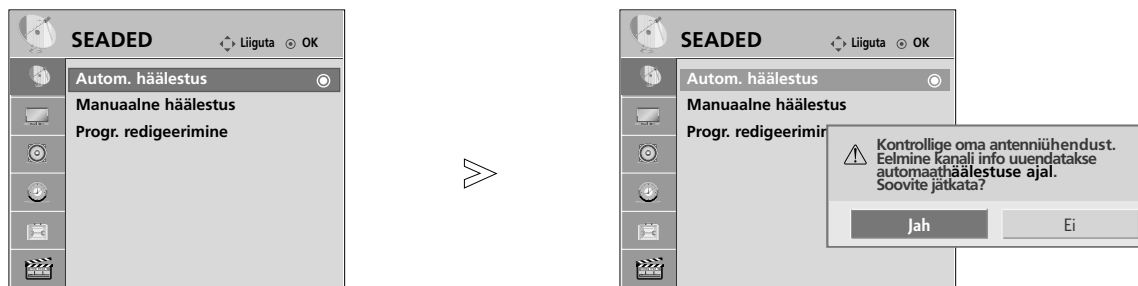 SEADED
Liiguta
OK
Autom. häälestus
Manuaalne häälestus
Progr. redigeerimine
SEADED
Liiguta
OK
Autom. häälestus
Manuaalne häälestus
Progr. redigeerimin
Kontrollige oma antenniühendust.
Eelmine kanali info uuendatakse
automaathäälestuse ajal.
Soovite jätkata?
Jah
Ei